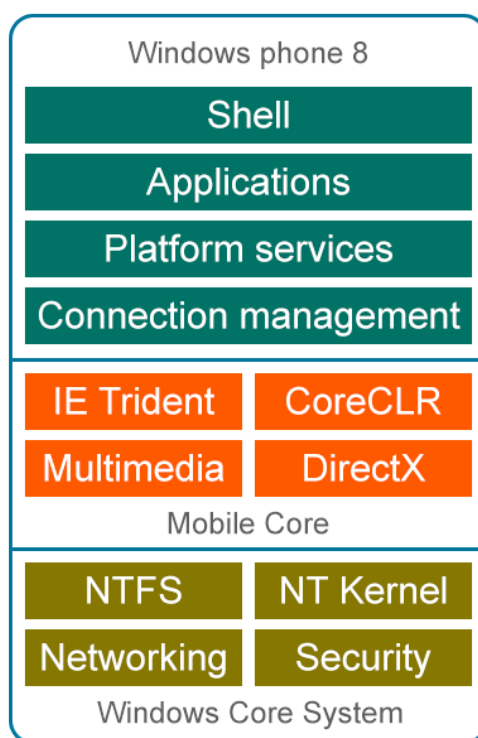 Windows phone 8
Shell
Applications
Platform services
Connection management
IE Trident CoreCLR
Multimedia DirectX
Mobile Core
NTFS NT Kernel
Networking Security
Windows Core System